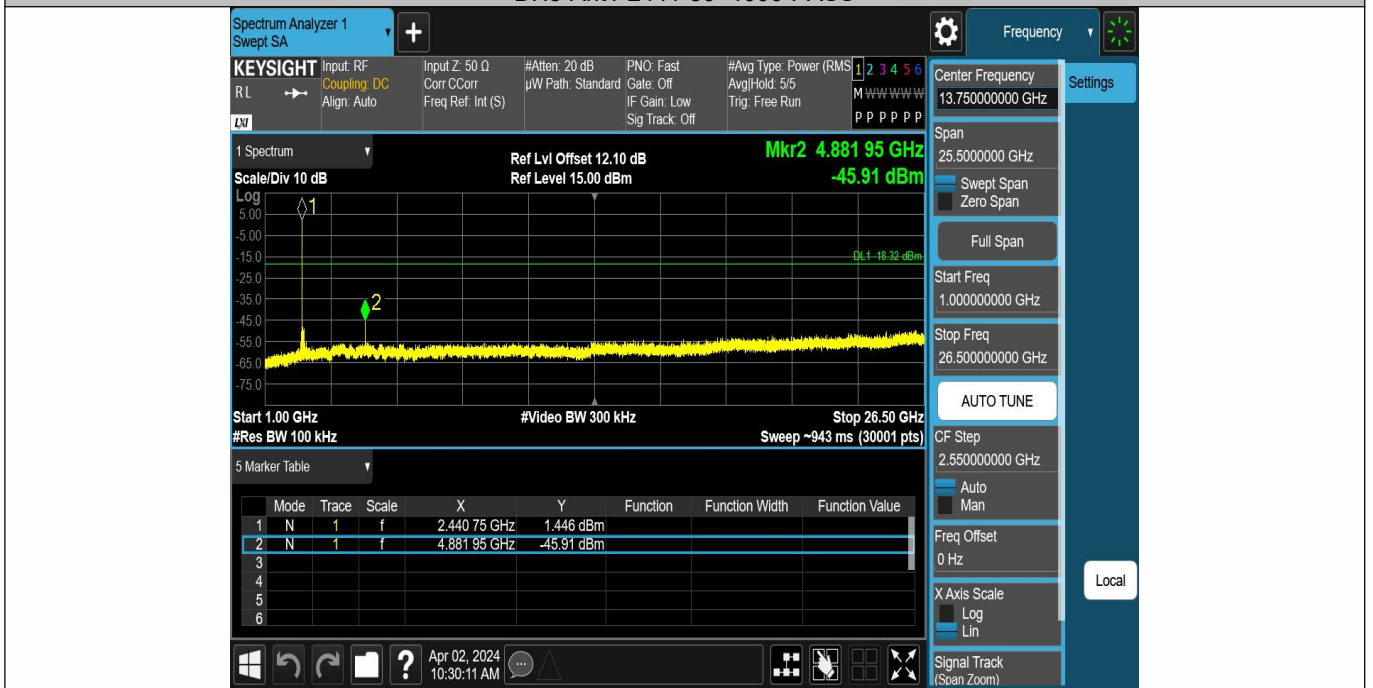 Spectrum Analyzer 1
Swept SA
+
Frequency
KEYSIGHT
RL
LXI
Input: RF
Coupling: DC
Align: Auto
Input Z: 50 Ω
Corr CCorr
Freq Ref: Int (S)
#Atten: 20 dB
µW Path: Standard
PNO: Fast
Gate: Off
IF Gain: Low
Sig Track: Off
#Avg Type: Power (RMS
Avg|Hold: 5/5
Trig: Free Run
1 2 3 4 5 6
M W W W W W
P P P P P P
Center Frequency
13.750000000 GHz
Settings
1 Spectrum
Scale/Div 10 dB
Ref Lvl Offset 12.10 dB
Ref Level 15.00 dBm
Mkr2 4.881 95 GHz
-45.91 dBm
Log
5.00
-5.00
-15.0
-25.0
-35.0
-45.0
-55.0
-65.0
-75.0
1
2
DL1 -18.32 dBm
Start 1.00 GHz
#Video BW 300 kHz
Stop 26.50 GHz
#Res BW 100 kHz
Sweep ~943 ms (30001 pts)
Span
25.5000000 GHz
Swept Span
Zero Span
Full Span
Start Freq
1.000000000 GHz
Stop Freq
26.500000000 GHz
AUTO TUNE
CF Step
2.550000000 GHz
Auto
Man
Freq Offset
0 Hz
X Axis Scale
Log
Lin
Signal Track
(Span Zoom)
Local
5 Marker Table
Mode Trace Scale X Y Function Function Width Function Value
1 N 1 f 2.440 75 GHz 1.446 dBm
2 N 1 f 4.881 95 GHz -45.91 dBm
3
4
5
6
?
Apr 02, 2024
10:30:11 AM